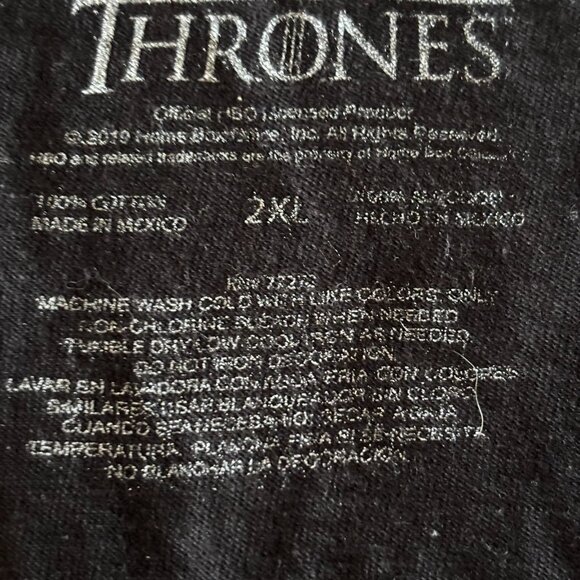 THRONES
Official HBO Licensed Product
© 2019 Home Box Office, Inc. All Rights Reserved.
HBO and related trademarks are the property of Home Box
100% COTTON
MADE IN MEXICO
2XL
100% ALGODON
HECHO EN MEXICO
MACHINE WASH COLD WITH LIKE COLORS, ONLY
NON-CHLORINE BLEACH WHEN NEEDED
TUMBLE DRY LOW, COOL IRON AS NEEDED
DO NOT IRON DECORATION
LAVAR EN LAVADORA CON AGUA FRIA CON COLORES
SIMILARES USAR BLANQUEADOR SIN CLORO
CUANDO SEA NECESARIO, SECAR A BAJA
TEMPERATURA, PLANCHA FRIA SI SE NECESITA
NO PLANCHAR LA DECORACION